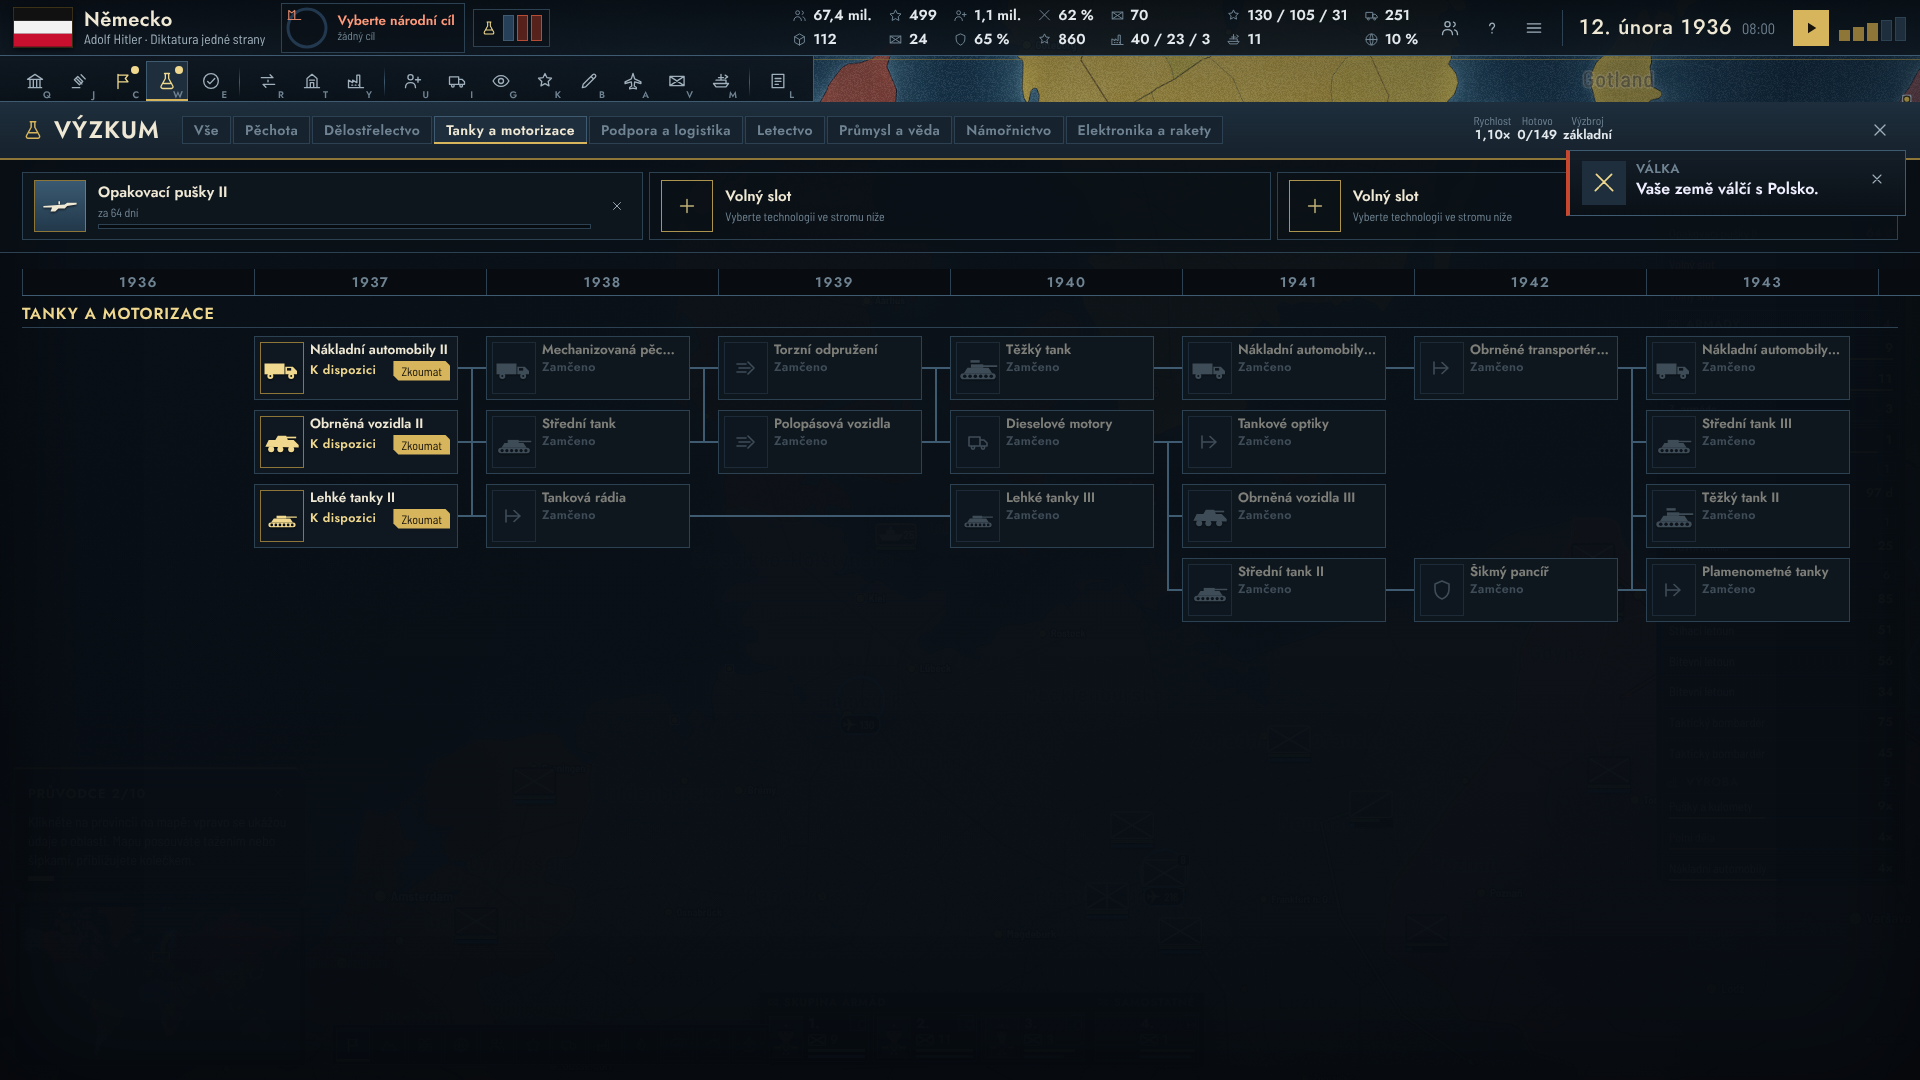 Německo
Adolf Hitler · Diktatura jedné strany
Vyberte národní cíl
žádný cíl
67,4 mil. 499 1,1 mil. 62 % 70 130 / 105 / 31 251
112 24 65 % 860 40 / 23 / 3 11 10 %
?
12. února 1936 08:00
Q J C W E R T Y U I G K B A V M L
Gotland
VÝZKUM
Vše
Pěchota
Dělostřelectvo
Tanky a motorizace
Podpora a logistika
Letectvo
Průmysl a věda
Námořnictvo
Elektronika a rakety
Rychlost Hotovo Výzbroj
1,10× 0/149 základní
VÁLKA
Vaše země válčí s Polsko.
Opakovací pušky II
za 64 dní
Volný slot
Vyberte technologii ve stromu níže
Volný slot
Vyberte technologii ve stromu níže
1936 1937 1938 1939 1940 1941 1942 1943
TANKY A MOTORIZACE
Nákladní automobily II
K dispozici Zkoumat
Mechanizovaná pěc...
Zamčeno
Torzní odpružení
Zamčeno
Těžký tank
Zamčeno
Nákladní automobily...
Zamčeno
Obrněné transportér...
Zamčeno
Nákladní automobily...
Zamčeno
Obrněná vozidla II
K dispozici Zkoumat
Střední tank
Zamčeno
Polopásová vozidla
Zamčeno
Dieselové motory
Zamčeno
Tankové optiky
Zamčeno
Střední tank III
Zamčeno
Lehké tanky II
K dispozici Zkoumat
Tanková rádia
Zamčeno
Lehké tanky III
Zamčeno
Obrněná vozidla III
Zamčeno
Těžký tank II
Zamčeno
Střední tank II
Zamčeno
Šikmý pancíř
Zamčeno
Plamenometné tanky
Zamčeno
PRŮVODCE 2/10